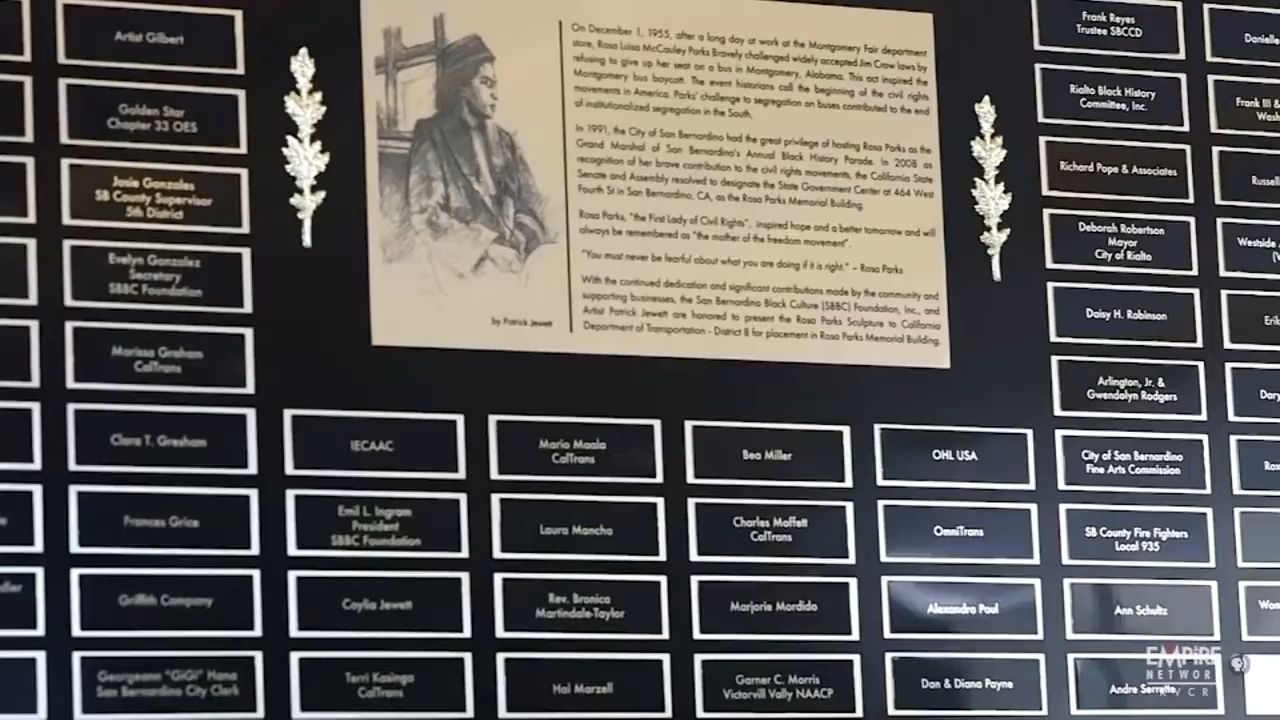 Artist Gilbert
Golden Star
Chapter 33 OES
Josie Gonzales
SB County Supervisor
5th District
Evelyn Gonzalez
Secretary
SBBC Foundation
Marissa Graham
CalTrans
Clara T. Gresham
Frances Grice
Griffith Company
Georgeann "GiGi" Hana
San Bernardino City Clerk
by Patrick Jewett
On December 1, 1955, after a long day at work at the Montgomery Fair department
store, Rosa Luisa McCauley Parks Bravely challenged widely accepted Jim Crow laws by
refusing to give up her seat on a bus in Montgomery, Alabama. This act inspired the
Montgomery bus boycott. The event historians call the beginning of the civil rights
movements in America. Parks' challenge to segregation on buses contributed to the end
of institutionalized segregation in the South.
In 1991, the City of San Bernardino had the great privilege of hosting Rosa Parks as the
Grand Marshal of San Bernardino's Annual Black History Parade. In 2008 as
recognition of her brave contribution to the civil rights movements, the California State
Senate and Assembly resolved to designate the State Government Center at 464 West
Fourth St in San Bernardino, CA, as the Rosa Parks Memorial Building.
Rosa Parks, "the First Lady of Civil Rights", inspired hope and a better tomorrow and will
always be remembered as "the mother of the freedom movement".
"You must never be fearful about what you are doing if it is right." – Rosa Parks
With the continued dedication and significant contributions made by the community and
supporting businesses, the San Bernardino Black Culture (SBBC) Foundation, Inc., and
Artist Patrick Jewett are honored to present the Rosa Parks Sculpture to California
Department of Transportation - District 8 for placement in Rosa Parks Memorial Building.
IECAAC
Emil L. Ingram
President
SBBC Foundation
Caylia Jewett
Terri Kasinga
CalTrans
Mario Maala
CalTrans
Laura Mancha
Rev. Bronica
Martindale-Taylor
Hal Marzell
Bea Miller
Charles Moffett
CalTrans
Marjorie Mordido
Garner C. Morris
Victorvill Vally NAACP
OHL USA
OmniTrans
Alexandra Paul
Dan & Diana Payne
Frank Reyes
Trustee SBCCD
Rialto Black History
Committee, Inc.
Richard Pope & Associates
Deborah Robertson
Mayor
City of Rialto
Daisy H. Robinson
Arlington, Jr. &
Gwendolyn Rodgers
City of San Bernardino
Fine Arts Commission
SB County Fire Fighters
Local 935
Ann Schultz
Andre Serrette
Danielle
Frank III &
Wash
Russell
Westside
EMPIRE
NETWORK
KVCR
PBS